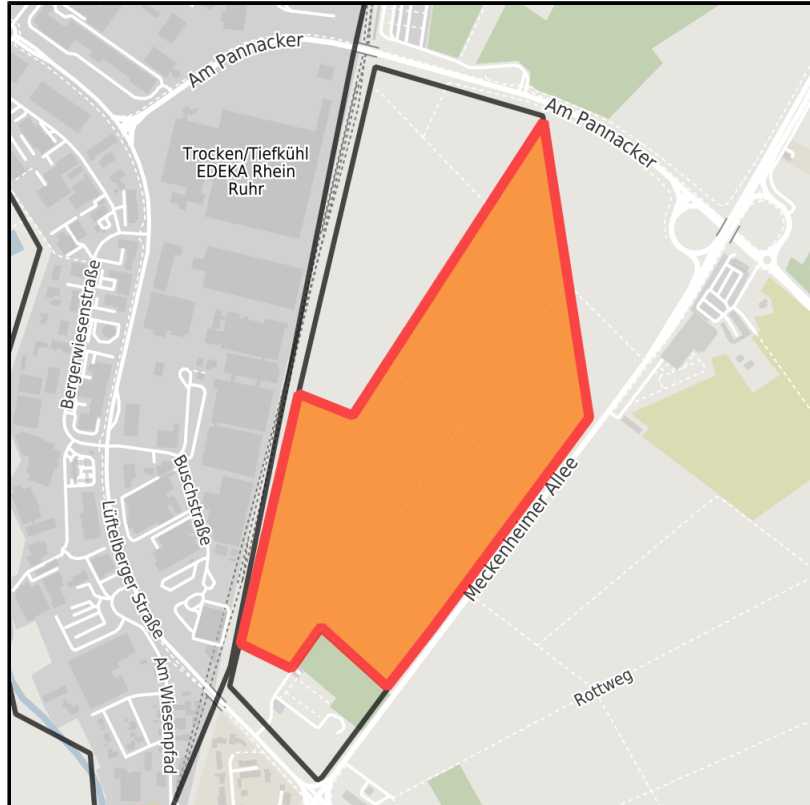 Am Pannacker
Am Pannacker
Trocken/Tiefkühl
EDEKA Rhein
Ruhr
Bergerwiesenstraße
Buschstraße
Meckenheimer Allee
Lüftelberger Straße
Am Wiesenpfad
Rottweg